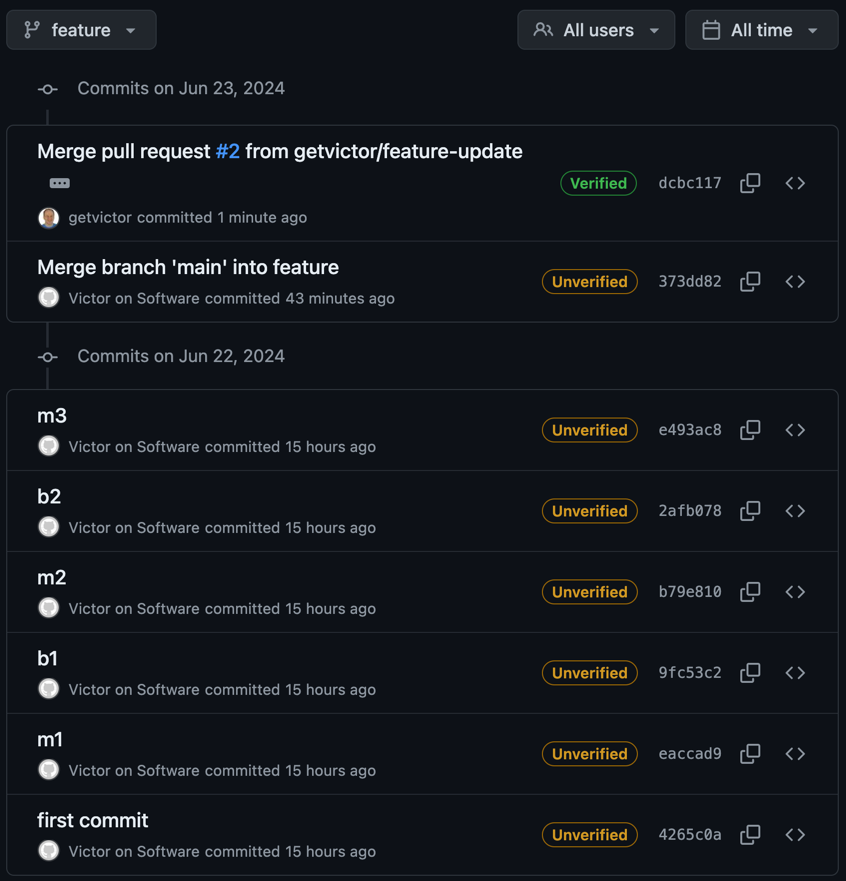 feature All users All time
Commits on Jun 23, 2024
Merge pull request #2 from getvictor/feature-update
Verified dcbc117
getvictor committed 1 minute ago
Merge branch 'main' into feature
Unverified 373dd82
Victor on Software committed 43 minutes ago
Commits on Jun 22, 2024
m3
Unverified e493ac8
Victor on Software committed 15 hours ago
b2
Unverified 2afb078
Victor on Software committed 15 hours ago
m2
Unverified b79e810
Victor on Software committed 15 hours ago
b1
Unverified 9fc53c2
Victor on Software committed 15 hours ago
m1
Unverified eaccad9
Victor on Software committed 15 hours ago
first commit
Unverified 4265c0a
Victor on Software committed 15 hours ago